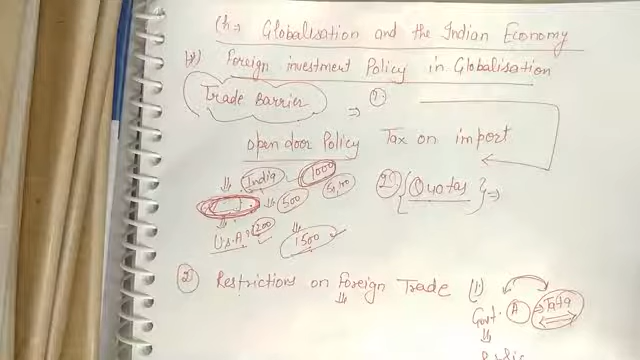 Ch → Globalisation and the Indian Economy
Foreign investment Policy in Globalisation
Trade Barrier ⇒ 1.
open door Policy Tax on import
India 1000
500
2. {Quotas} ⇒
U.S.A 200
1500
2 Restrictions on Foreign Trade (1)
Govt. A ⇒ Tata